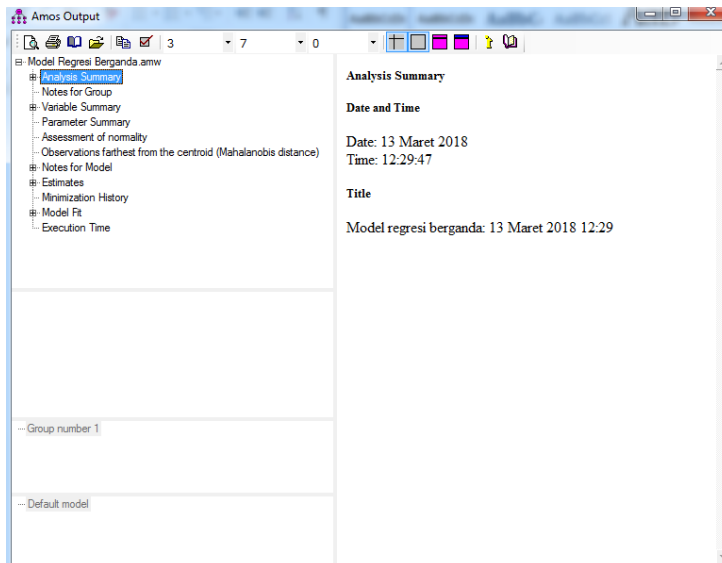 Amos Output
3 7 0
Model Regresi Berganda.amw
Analysis Summary
Notes for Group
Variable Summary
Parameter Summary
Assessment of normality
Observations farthest from the centroid (Mahalanobis distance)
Notes for Model
Estimates
Minimization History
Model Fit
Execution Time
Group number 1
Default model
Analysis Summary
Date and Time
Date: 13 Maret 2018
Time: 12:29:47
Title
Model regresi berganda: 13 Maret 2018 12:29